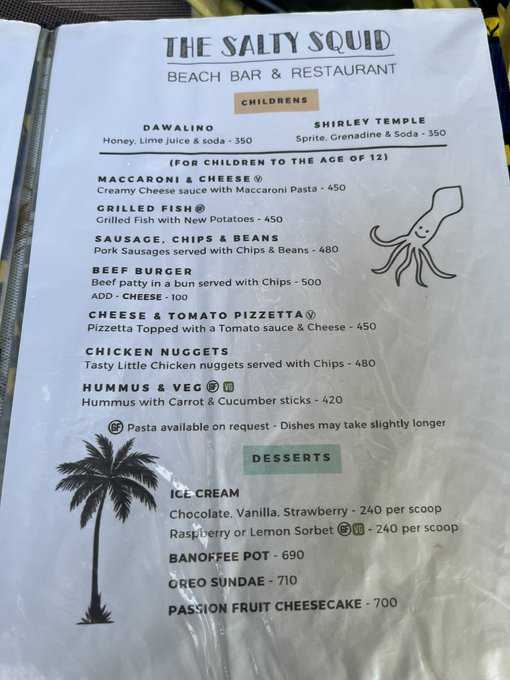 THE SALTY SQUID
BEACH BAR & RESTAURANT
CHILDRENS
DAWALINO
Honey, Lime juice & soda - 350
SHIRLEY TEMPLE
Sprite, Grenadine & Soda - 350
(FOR CHILDREN TO THE AGE OF 12)
MACCARONI & CHEESE V
Creamy Cheese sauce with Maccaroni Pasta - 450
GRILLED FISH GF
Grilled Fish with New Potatoes - 450
SAUSAGE, CHIPS & BEANS
Pork Sausages served with Chips & Beans - 480
BEEF BURGER
Beef patty in a bun served with Chips - 500
ADD - CHEESE - 100
CHEESE & TOMATO PIZZETTA V
Pizzetta Topped with a Tomato sauce & Cheese - 450
CHICKEN NUGGETS
Tasty Little Chicken nuggets served with Chips - 480
HUMMUS & VEG GF VG
Hummus with Carrot & Cucumber sticks - 420
GF Pasta available on request - Dishes may take slightly longer
DESSERTS
ICE CREAM
Chocolate, Vanilla, Strawberry - 240 per scoop
Raspberry or Lemon Sorbet GF VG - 240 per scoop
BANOFFEE POT - 690
OREO SUNDAE - 710
PASSION FRUIT CHEESECAKE - 700